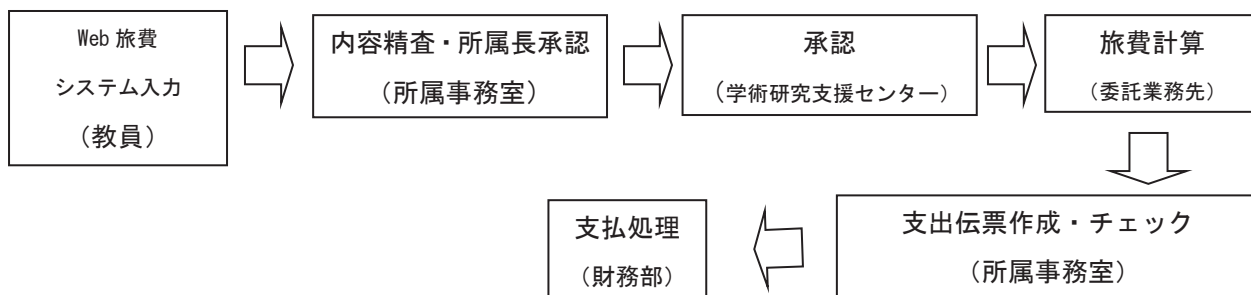 Web 旅費
システム入力
（教員）
内容精査・所属長承認
（所属事務室）
承認
（学術研究支援センター）
旅費計算
（委託業務先）
支出伝票作成・チェック
（所属事務室）
支払処理
（財務部）